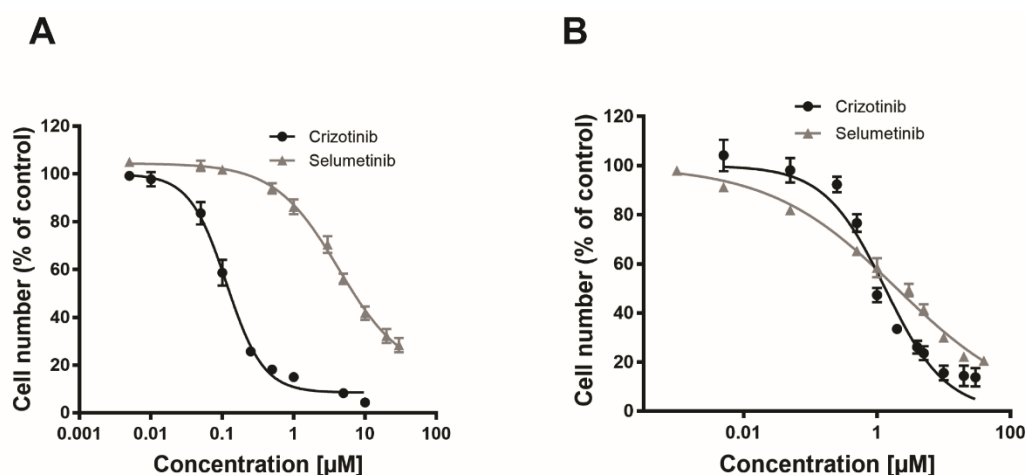 A
Crizotinib
Selumetinib
Cell number (% of control)
120
100
80
60
40
20
0
0.001 0.01 0.1 1 10 100
Concentration [µM]
B
Crizotinib
Selumetinib
Cell number (% of control)
120
100
80
60
40
20
0
0.01 1 100
Concentration [µM]